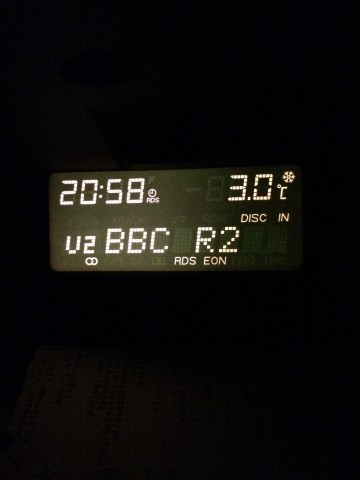 20:58 3.0℃
RDS
DISC IN
U2 BBC R2
RDS EON